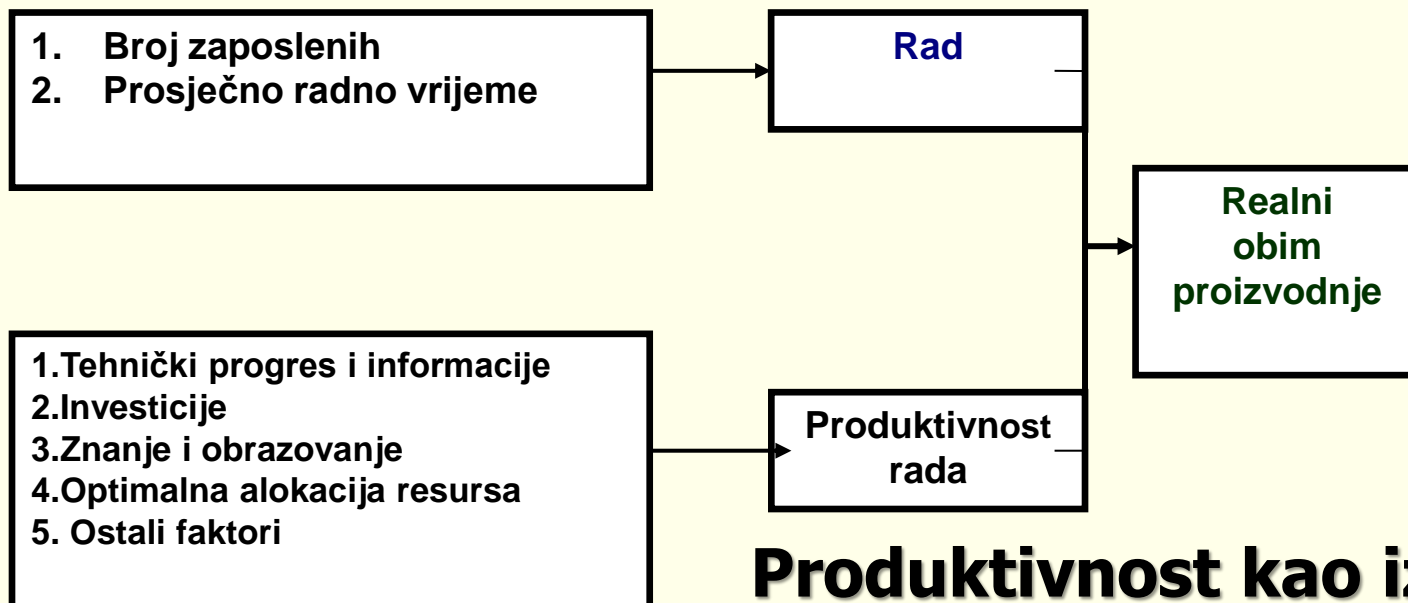 1. Broj zaposlenih
2. Prosječno radno vrijeme
Rad
Realni
obim
proizvodnje
1.Tehnički progres i informacije
2.Investicije
3.Znanje i obrazovanje
4.Optimalna alokacija resursa
5. Ostali faktori
Produktivnost
rada
Produktivnost kao